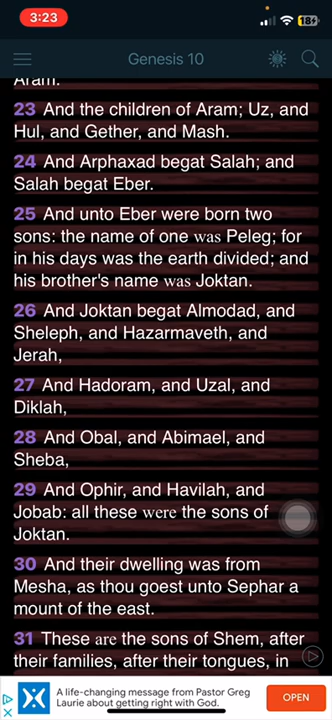 3:23
18
Genesis 10
Aram.
23 And the children of Aram; Uz, and
Hul, and Gether, and Mash.
24 And Arphaxad begat Salah; and
Salah begat Eber.
25 And unto Eber were born two
sons: the name of one was Peleg; for
in his days was the earth divided; and
his brother's name was Joktan.
26 And Joktan begat Almodad, and
Sheleph, and Hazarmaveth, and
Jerah,
27 And Hadoram, and Uzal, and
Diklah,
28 And Obal, and Abimael, and
Sheba,
29 And Ophir, and Havilah, and
Jobab: all these were the sons of
Joktan.
30 And their dwelling was from
Mesha, as thou goest unto Sephar a
mount of the east.
31 These are the sons of Shem, after
their families, after their tongues, in
A life-changing message from Pastor Greg
Laurie about getting right with God.
OPEN